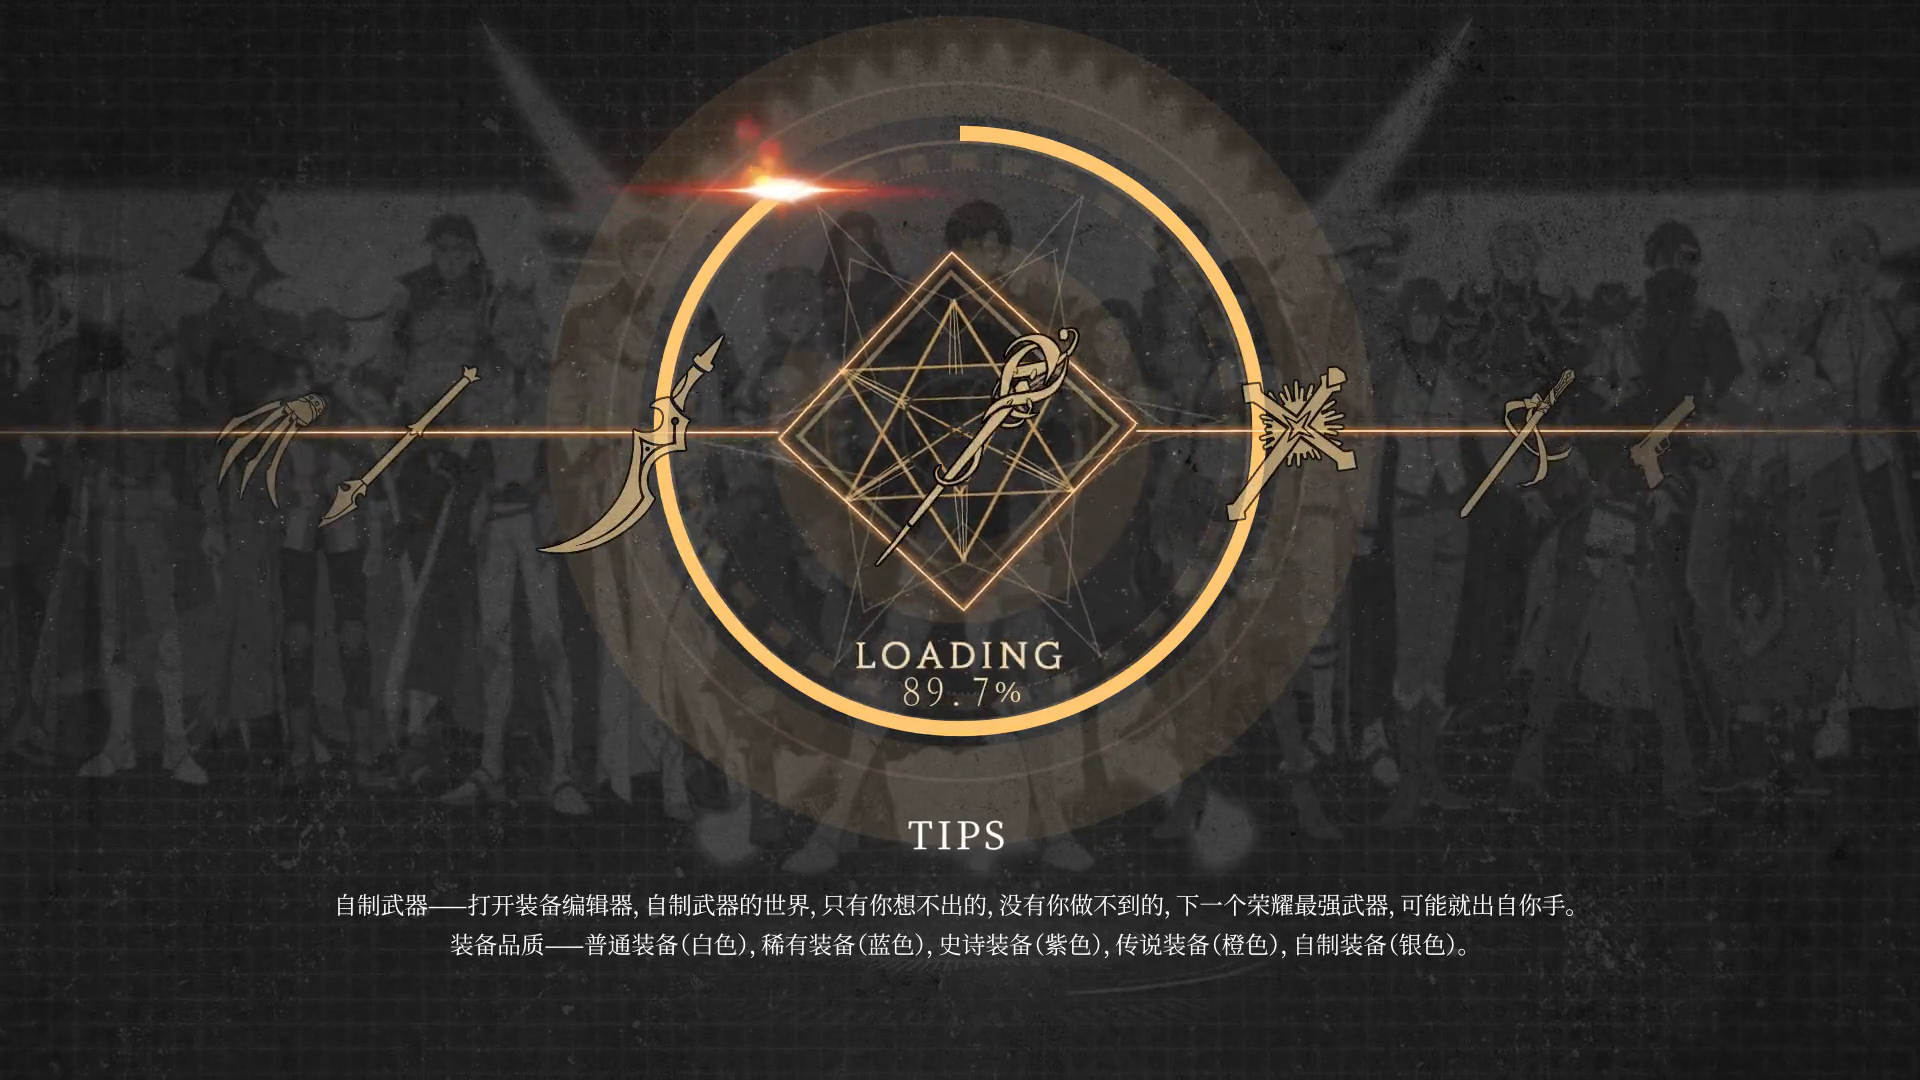 LOADING
89.7%
TIPS
自制武器——打开装备编辑器, 自制武器的世界, 只有你想不出的, 没有你做不到的, 下一个荣耀最强武器, 可能就出自你手。
装备品质——普通装备(白色), 稀有装备(蓝色), 史诗装备(紫色), 传说装备(橙色), 自制装备(银色)。